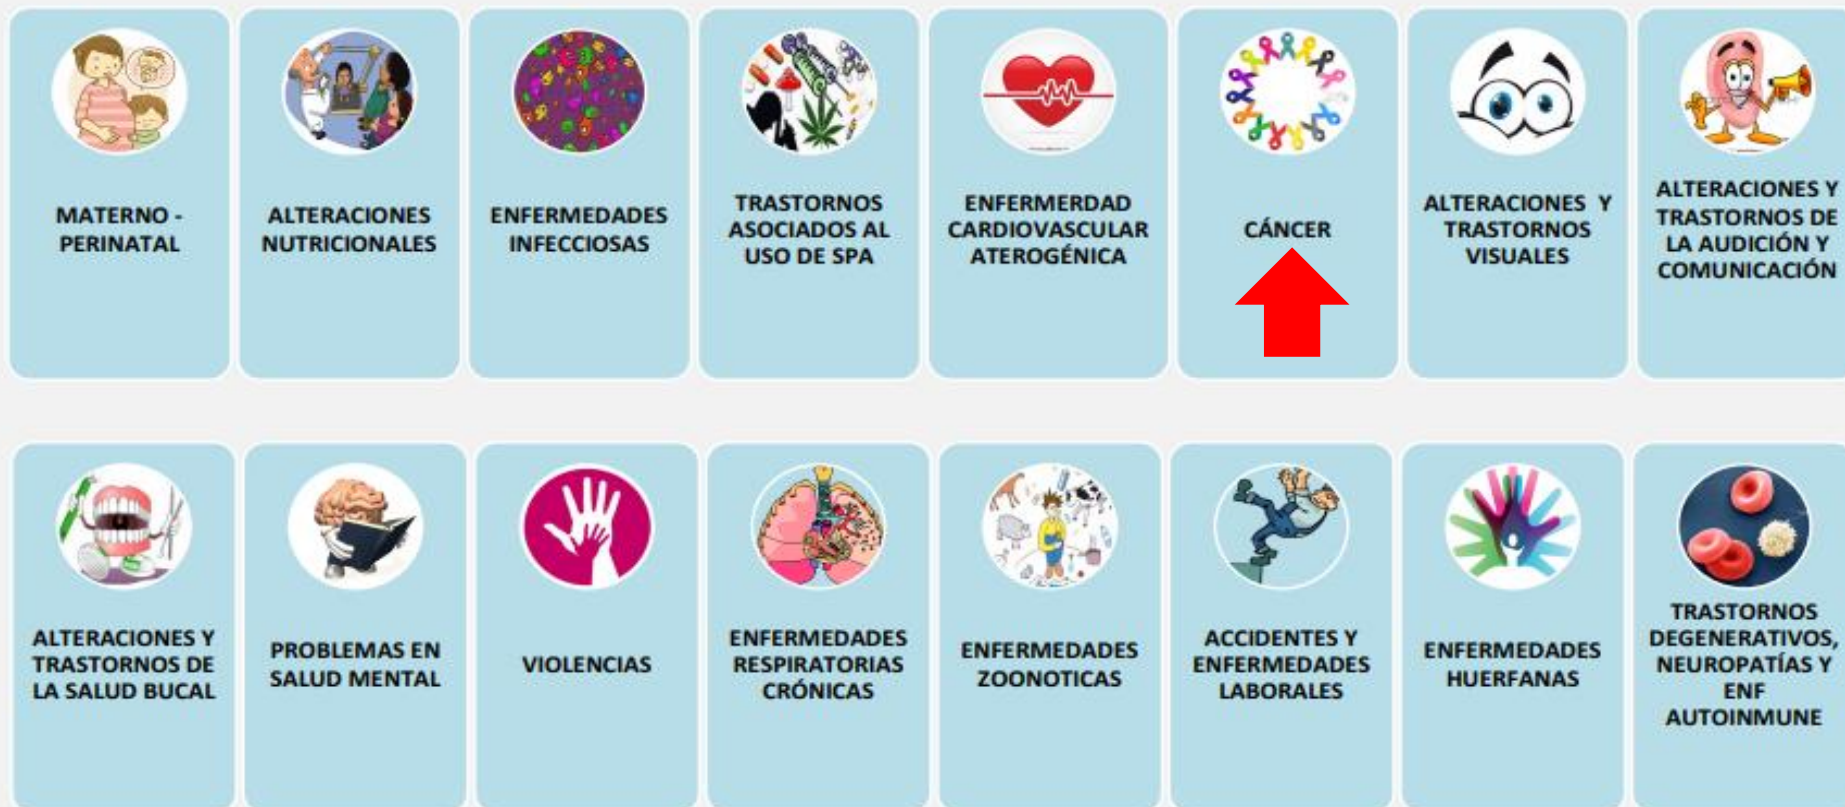 MATERNO -
PERINATAL
ALTERACIONES
NUTRICIONALES
ENFERMEDADES
INFECCIOSAS
TRASTORNOS
ASOCIADOS AL
USO DE SPA
ENFERMERDAD
CARDIOVASCULAR
ATEROGÉNICA
CÁNCER
ALTERACIONES Y
TRASTORNOS
VISUALES
ALTERACIONES Y
TRASTORNOS DE
LA AUDICIÓN Y
COMUNICACIÓN
ALTERACIONES Y
TRASTORNOS DE
LA SALUD BUCAL
PROBLEMAS EN
SALUD MENTAL
VIOLENCIAS
ENFERMEDADES
RESPIRATORIAS
CRÓNICAS
ENFERMEDADES
ZOONOTICAS
ACCIDENTES Y
ENFERMEDADES
LABORALES
ENFERMEDADES
HUERFANAS
TRASTORNOS
DEGENERATIVOS,
NEUROPATÍAS Y
ENF
AUTOINMUNE